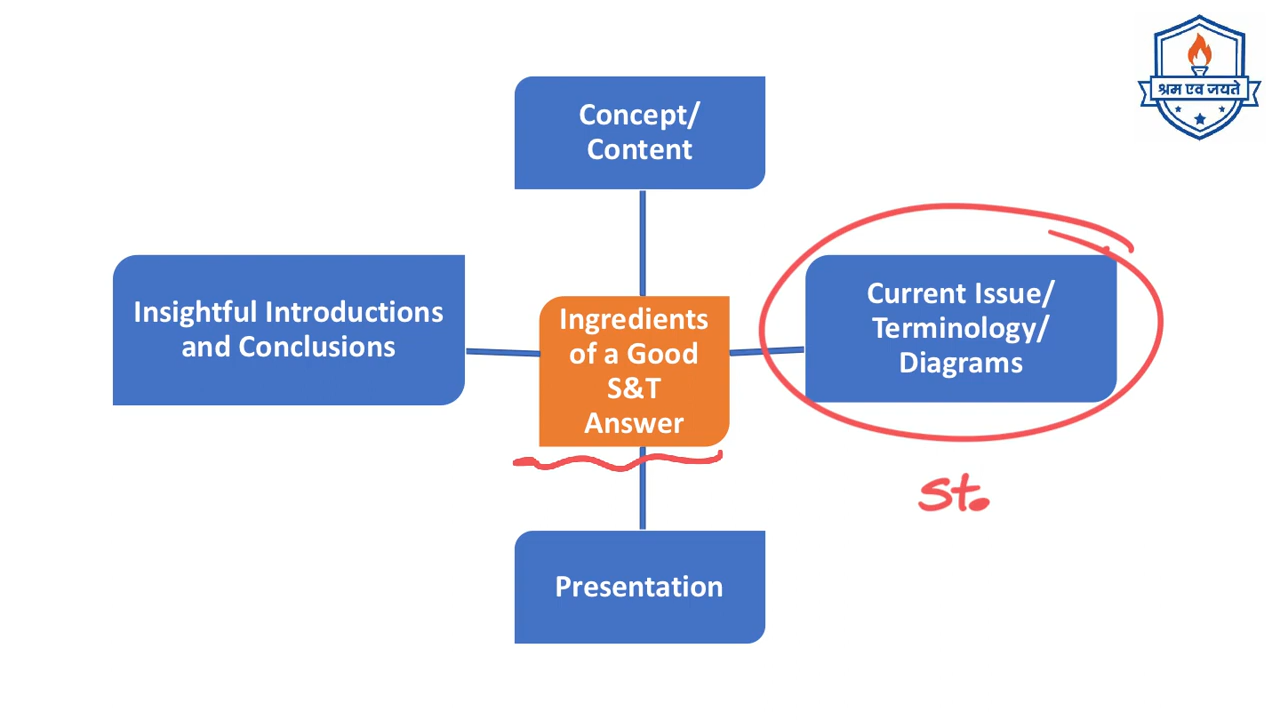 श्रम एव जयते
Concept/
Content
Insightful Introductions
and Conclusions
Ingredients
of a Good
S&T
Answer
Current Issue/
Terminology/
Diagrams
St.
Presentation